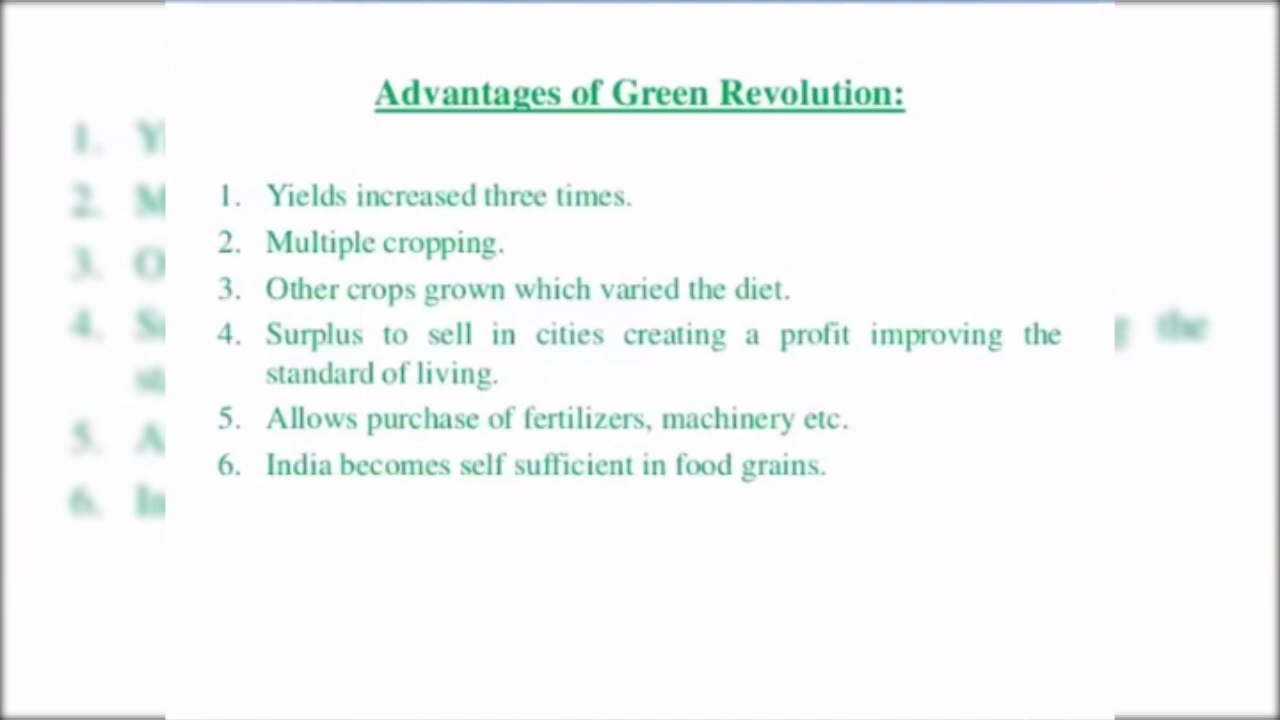 Advantages of Green Revolution:
1. Yields increased three times.
2. Multiple cropping.
3. Other crops grown which varied the diet.
4. Surplus to sell in cities creating a profit improving the
standard of living.
5. Allows purchase of fertilizers, machinery etc.
6. India becomes self sufficient in food grains.